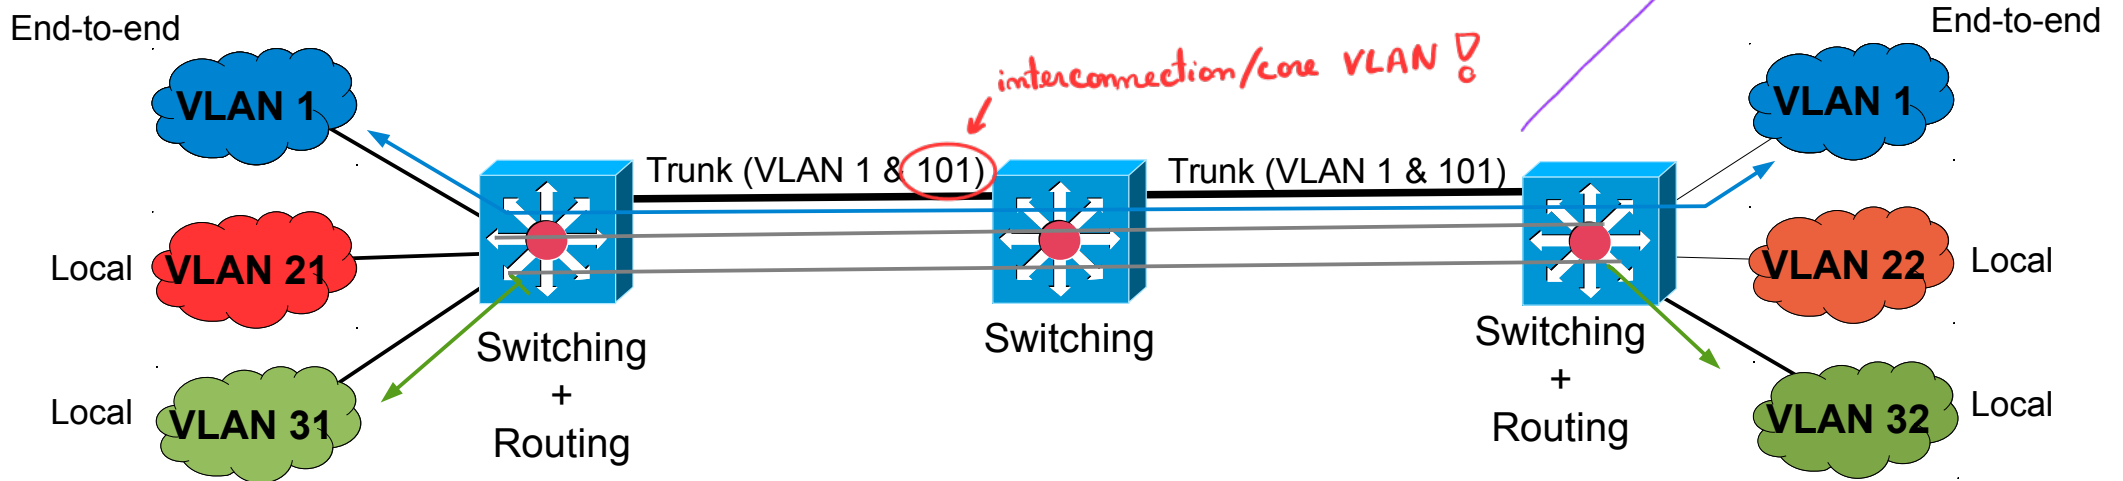 End-to-end
End-to-end
interconnection/core VLAN !
VLAN 1
VLAN 1
Trunk (VLAN 1 & 101)
Trunk (VLAN 1 & 101)
Local
VLAN 21
VLAN 22
Local
Switching
+
Routing
Switching
Switching
+
Routing
Local
VLAN 31
VLAN 32
Local